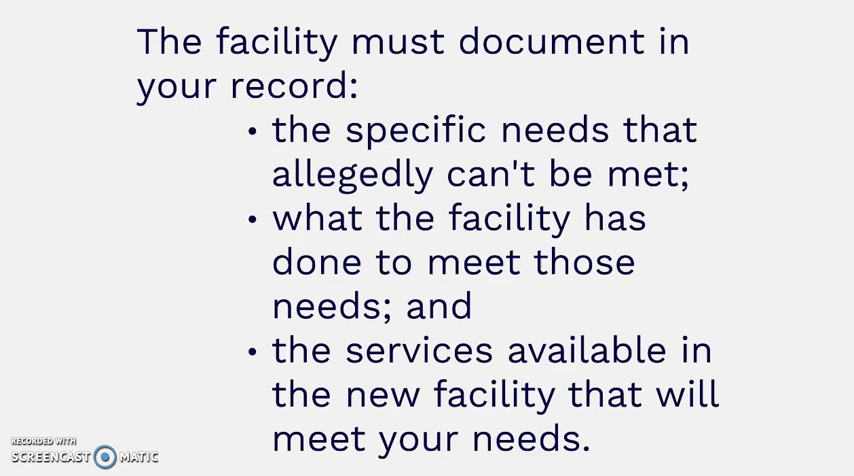 The facility must document in
your record:
• the specific needs that
allegedly can't be met;
• what the facility has
done to meet those
needs; and
• the services available in
the new facility that will
meet your needs.
RECORDED WITH
SCREENCAST MATIC